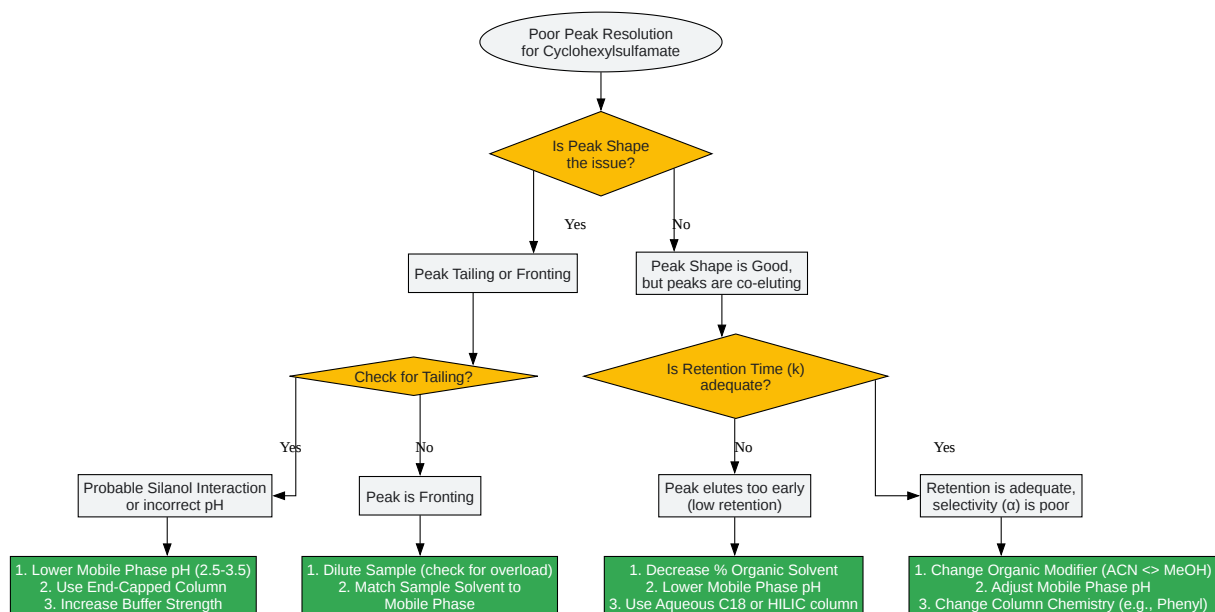 Poor Peak Resolution
for Cyclohexylsulfamate
Is Peak Shape
the issue?
Yes
No
Peak Tailing or Fronting
Peak Shape is Good,
but peaks are co-eluting
Check for Tailing?
Is Retention Time (k)
adequate?
Yes
No
No
Yes
Probable Silanol Interaction
or incorrect pH
Peak is Fronting
Peak elutes too early
(low retention)
Retention is adequate,
selectivity (α) is poor
1. Lower Mobile Phase pH (2.5-3.5)
2. Use End-Capped Column
3. Increase Buffer Strength
1. Dilute Sample (check for overload)
2. Match Sample Solvent to
Mobile Phase
1. Decrease % Organic Solvent
2. Lower Mobile Phase pH
3. Use Aqueous C18 or HILIC column
1. Change Organic Modifier (ACN <> MeOH)
2. Adjust Mobile Phase pH
3. Change Column Chemistry (e.g., Phenyl)